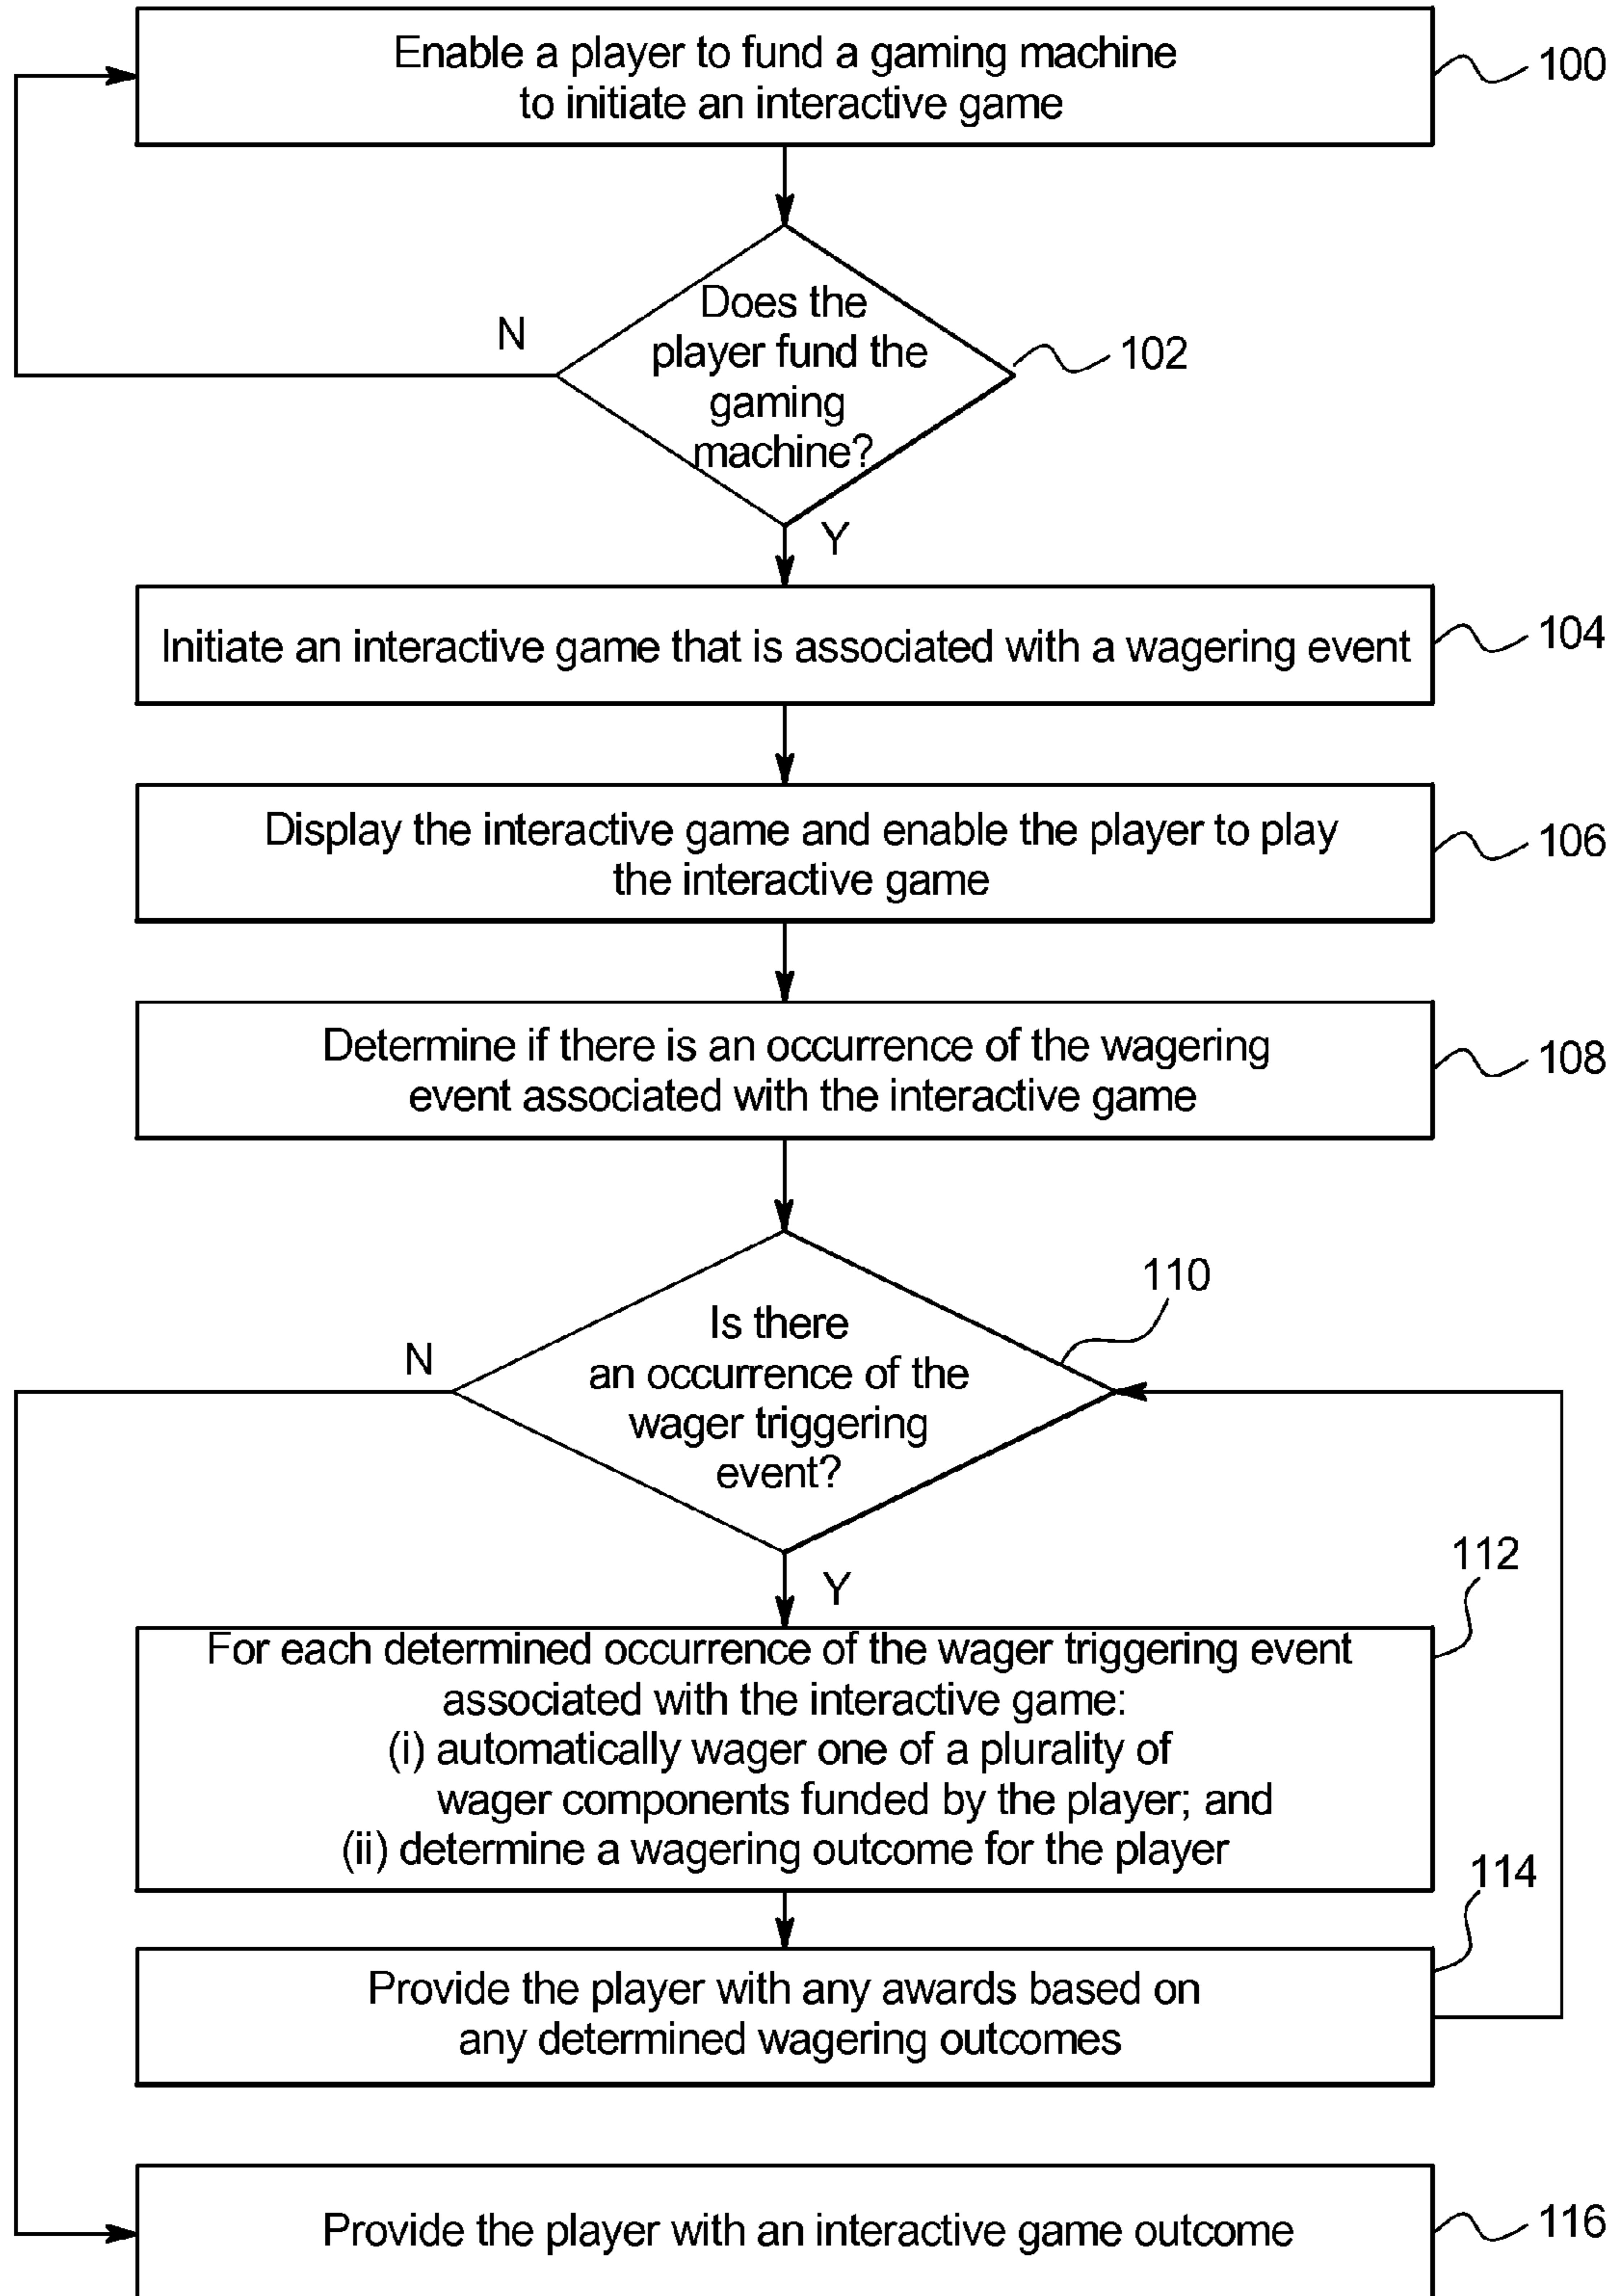 Enable a player to fund a gaming machine
to initiate an interactive game
100
Does the
player fund the
gaming
machine?
102
N
Y
Initiate an interactive game that is associated with a wagering event
104
Display the interactive game and enable the player to play
the interactive game
106
Determine if there is an occurrence of the wagering
event associated with the interactive game
108
110
Is there
an occurrence of the
wager triggering
event?
N
Y
112
For each determined occurrence of the wager triggering event
associated with the interactive game:
(i) automatically wager one of a plurality of
wager components funded by the player; and
(ii) determine a wagering outcome for the player
114
Provide the player with any awards based on
any determined wagering outcomes
Provide the player with an interactive game outcome
116